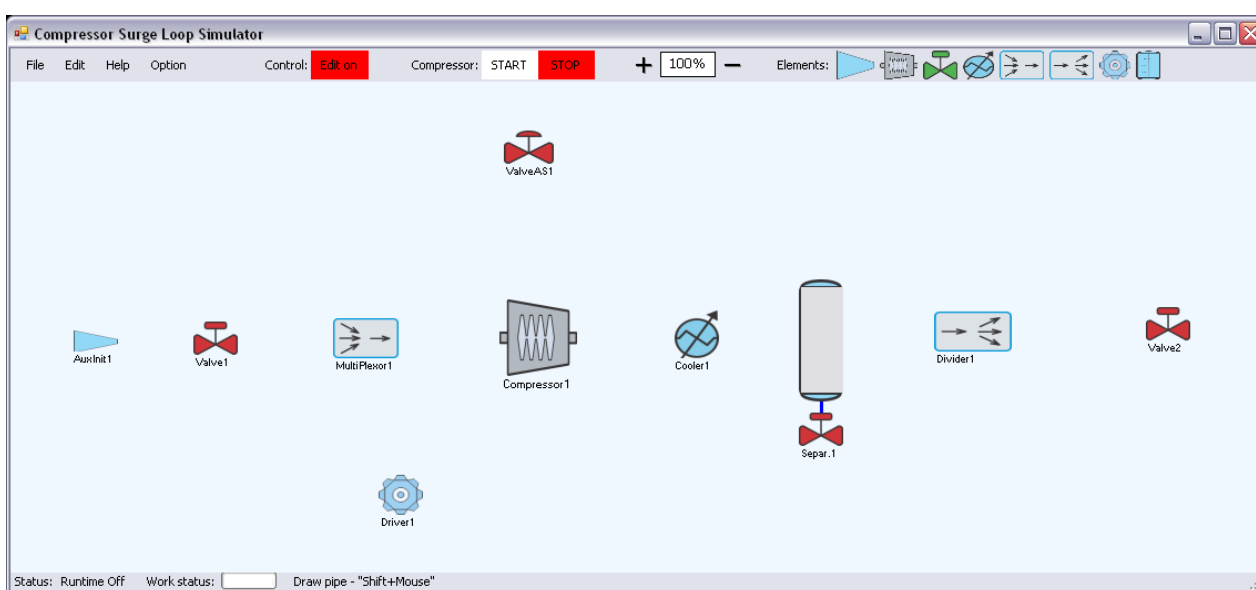 Compressor Surge Loop Simulator
File Edit Help Option Control: Edit on Compressor: START STOP + 100% − Elements:
ValveAS1
AuxInit1
Valve1
MultiPlexor1
Compressor1
Cooler1
Separ.1
Divider1
Valve2
Driver1
Status: Runtime Off Work status: Draw pipe - "Shift+Mouse"